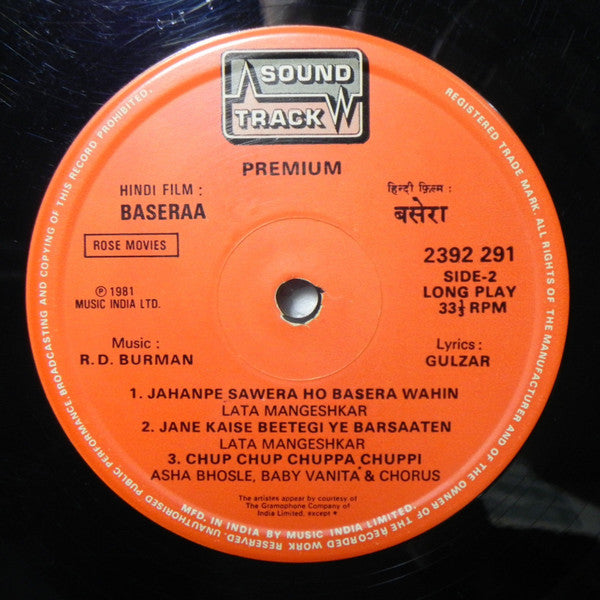 SOUND
TRACK
PREMIUM
HINDI FILM :
BASERAA
ROSE MOVIES
हिन्दी फ़िल्म :
बसेरा
2392 291
SIDE-2
LONG PLAY
33⅓ RPM
℗ 1981
MUSIC INDIA LTD.
Music :
R.D. BURMAN
Lyrics :
GULZAR
1. JAHANPE SAWERA HO BASERA WAHIN
LATA MANGESHKAR
2. JANE KAISE BEETEGI YE BARSAATEN
LATA MANGESHKAR
3. CHUP CHUP CHUPPA CHUPPI
ASHA BHOSLE, BABY VANITA* & CHORUS
The artistes appear by courtesy of
The Gramophone Company of
India Limited, except *
MFD. IN INDIA BY MUSIC INDIA LIMITED.
REGISTERED TRADE MARK. ALL RIGHTS OF THE MANUFACTURER AND OF THE OWNER OF THE RECORDED WORK RESERVED. UNAUTHORISED PUBLIC PERFORMANCE BROADCASTING AND COPYING OF THIS RECORD PROHIBITED.